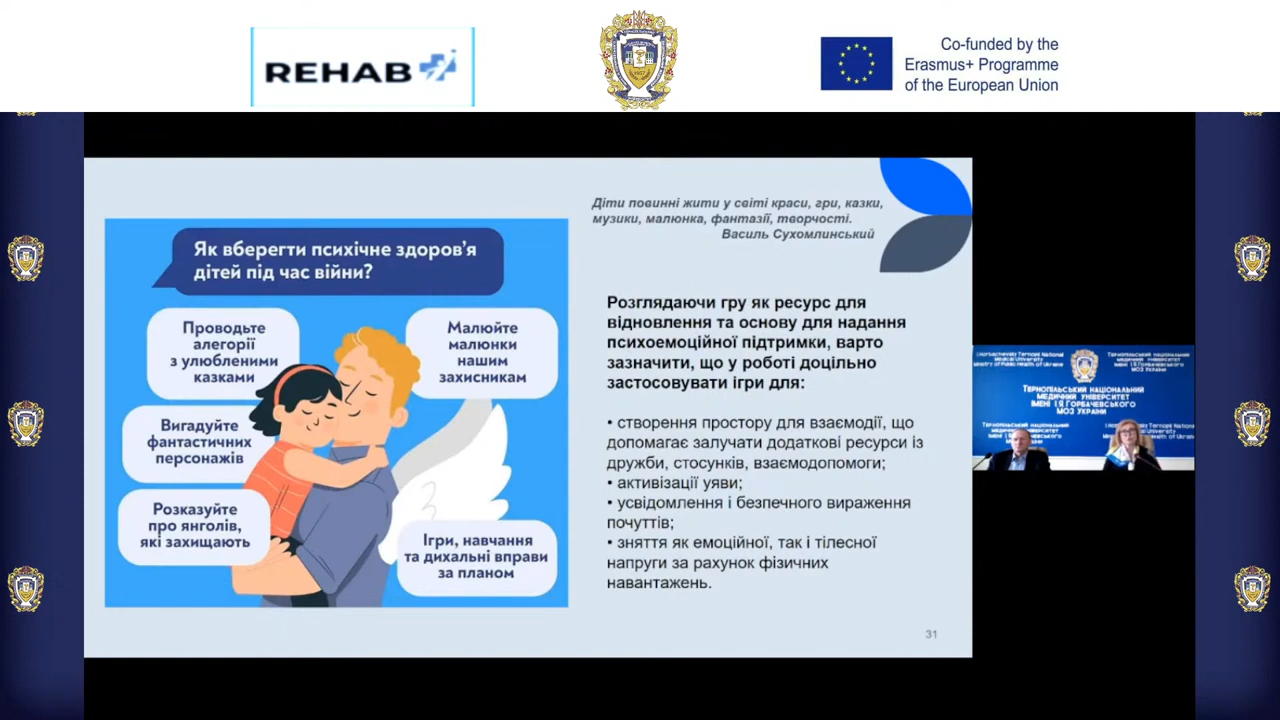 REHAB
Co-funded by the
Erasmus+ Programme
of the European Union
Діти повинні жити у світі краси, гри, казки,
музики, малюнка, фантазії, творчості.
Василь Сухомлинський
Як вберегти психічне здоров’я
дітей під час війни?
Проводьте
алегорії
з улюбленими
казками
Малюйте
малюнки
нашим
захисникам
Вигадуйте
фантастичних
персонажів
Розказуйте
про янголів,
які захищають
Ігри, навчання
та дихальні вправи
за планом
Розглядаючи гру як ресурс для
відновлення та основу для надання
психоемоційної підтримки, варто
зазначити, що у роботі доцільно
застосовувати ігри для:
• створення простору для взаємодії, що
допомагає залучати додаткові ресурси із
дружби, стосунків, взаємодопомоги;
• активізації уяви;
• усвідомлення і безпечного вираження
почуттів;
• зняття як емоційної, так і тілесної
напруги за рахунок фізичних
навантажень.
31
Тернопільський національний
медичний університет
імені І.Я.Горбачевського
МОЗ України